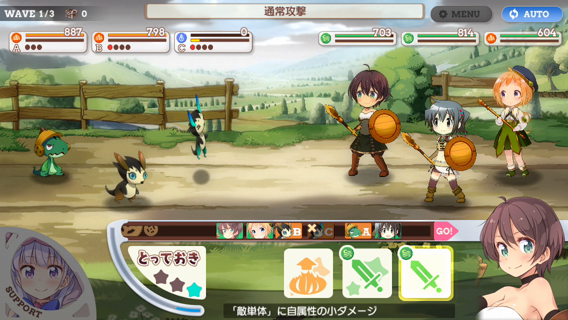 WAVE 1/3 0
通常攻撃
MENU
AUTO
887
798
0
703
814
604
A
B
C
B
C
A
GO!
とっておき
SUPPORT
「敵単体」に自属性の小ダメージ